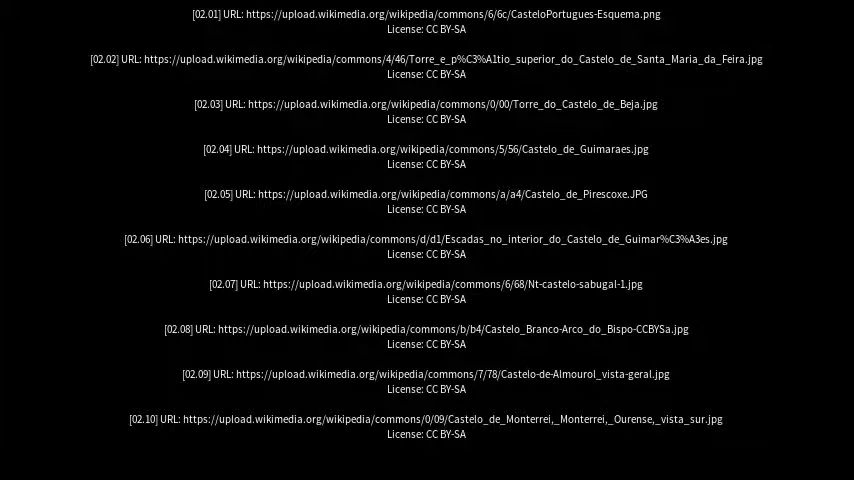 [02.01] URL: https://upload.wikimedia.org/wikipedia/commons/6/6c/CasteloPortugues-Esquema.png
License: CC BY-SA
[02.02] URL: https://upload.wikimedia.org/wikipedia/commons/4/46/Torre_e_p%C3%A1tio_superior_do_Castelo_de_Santa_Maria_da_Feira.jpg
License: CC BY-SA
[02.03] URL: https://upload.wikimedia.org/wikipedia/commons/0/00/Torre_do_Castelo_de_Beja.jpg
License: CC BY-SA
[02.04] URL: https://upload.wikimedia.org/wikipedia/commons/5/56/Castelo_de_Guimaraes.jpg
License: CC BY-SA
[02.05] URL: https://upload.wikimedia.org/wikipedia/commons/a/a4/Castelo_de_Pirescoxe.JPG
License: CC BY-SA
[02.06] URL: https://upload.wikimedia.org/wikipedia/commons/d/d1/Escadas_no_interior_do_Castelo_de_Guimar%C3%A3es.jpg
License: CC BY-SA
[02.07] URL: https://upload.wikimedia.org/wikipedia/commons/6/68/Nt-castelo-sabugal-1.jpg
License: CC BY-SA
[02.08] URL: https://upload.wikimedia.org/wikipedia/commons/b/b4/Castelo_Branco-Arco_do_Bispo-CCBYSa.jpg
License: CC BY-SA
[02.09] URL: https://upload.wikimedia.org/wikipedia/commons/7/78/Castelo-de-Almourol_vista-geral.jpg
License: CC BY-SA
[02.10] URL: https://upload.wikimedia.org/wikipedia/commons/0/09/Castelo_de_Monterrei,_Monterrei,_Ourense,_vista_sur.jpg
License: CC BY-SA